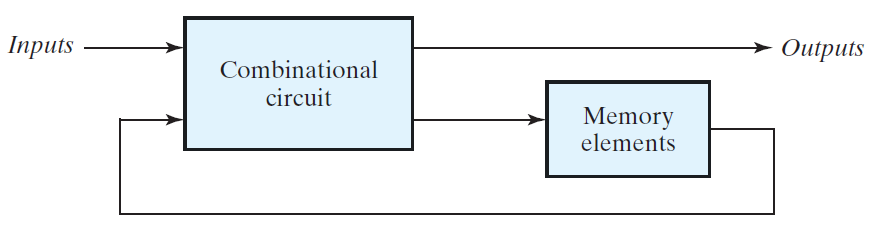 Inputs
Combinational
circuit
Outputs
Memory
elements